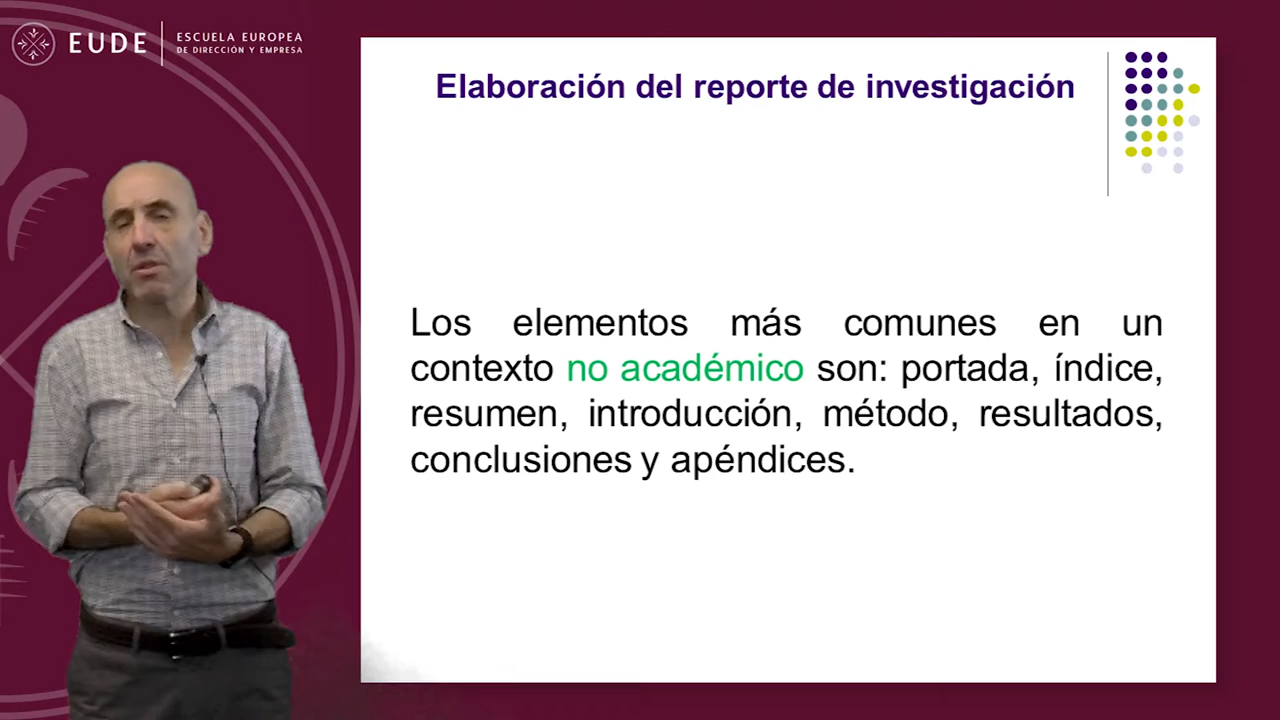 EUDE
ESCUELA EUROPEA
DE DIRECCIÓN Y EMPRESA
Elaboración del reporte de investigación
Los elementos más comunes en un
contexto no académico son: portada, índice,
resumen, introducción, método, resultados,
conclusiones y apéndices.